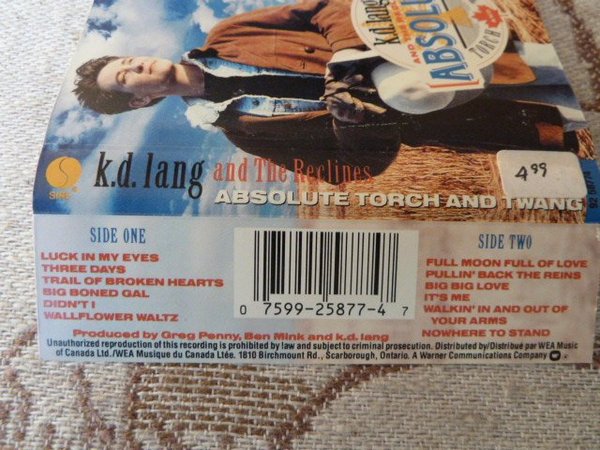 k.d. lang
AND THE
ABSOL
TORCH
SIRE
k.d. lang and The Reclines
ABSOLUTE TORCH AND TWANG
4 99
92 58774
SIDE ONE
LUCK IN MY EYES
THREE DAYS
TRAIL OF BROKEN HEARTS
BIG BONED GAL
DIDN'T I
WALLFLOWER WALTZ
0 7599-25877-4 7
SIDE TWO
FULL MOON FULL OF LOVE
PULLIN' BACK THE REINS
BIG BIG LOVE
IT'S ME
WALKIN' IN AND OUT OF
YOUR ARMS
NOWHERE TO STAND
Produced by Greg Penny, Ben Mink and k.d. lang
Unauthorized reproduction of this recording is prohibited by law and subject to criminal prosecution. Distributed by/Distribué par WEA Music
of Canada Ltd./WEA Musique du Canada Ltée. 1810 Birchmount Rd., Scarborough, Ontario. A Warner Communications Company